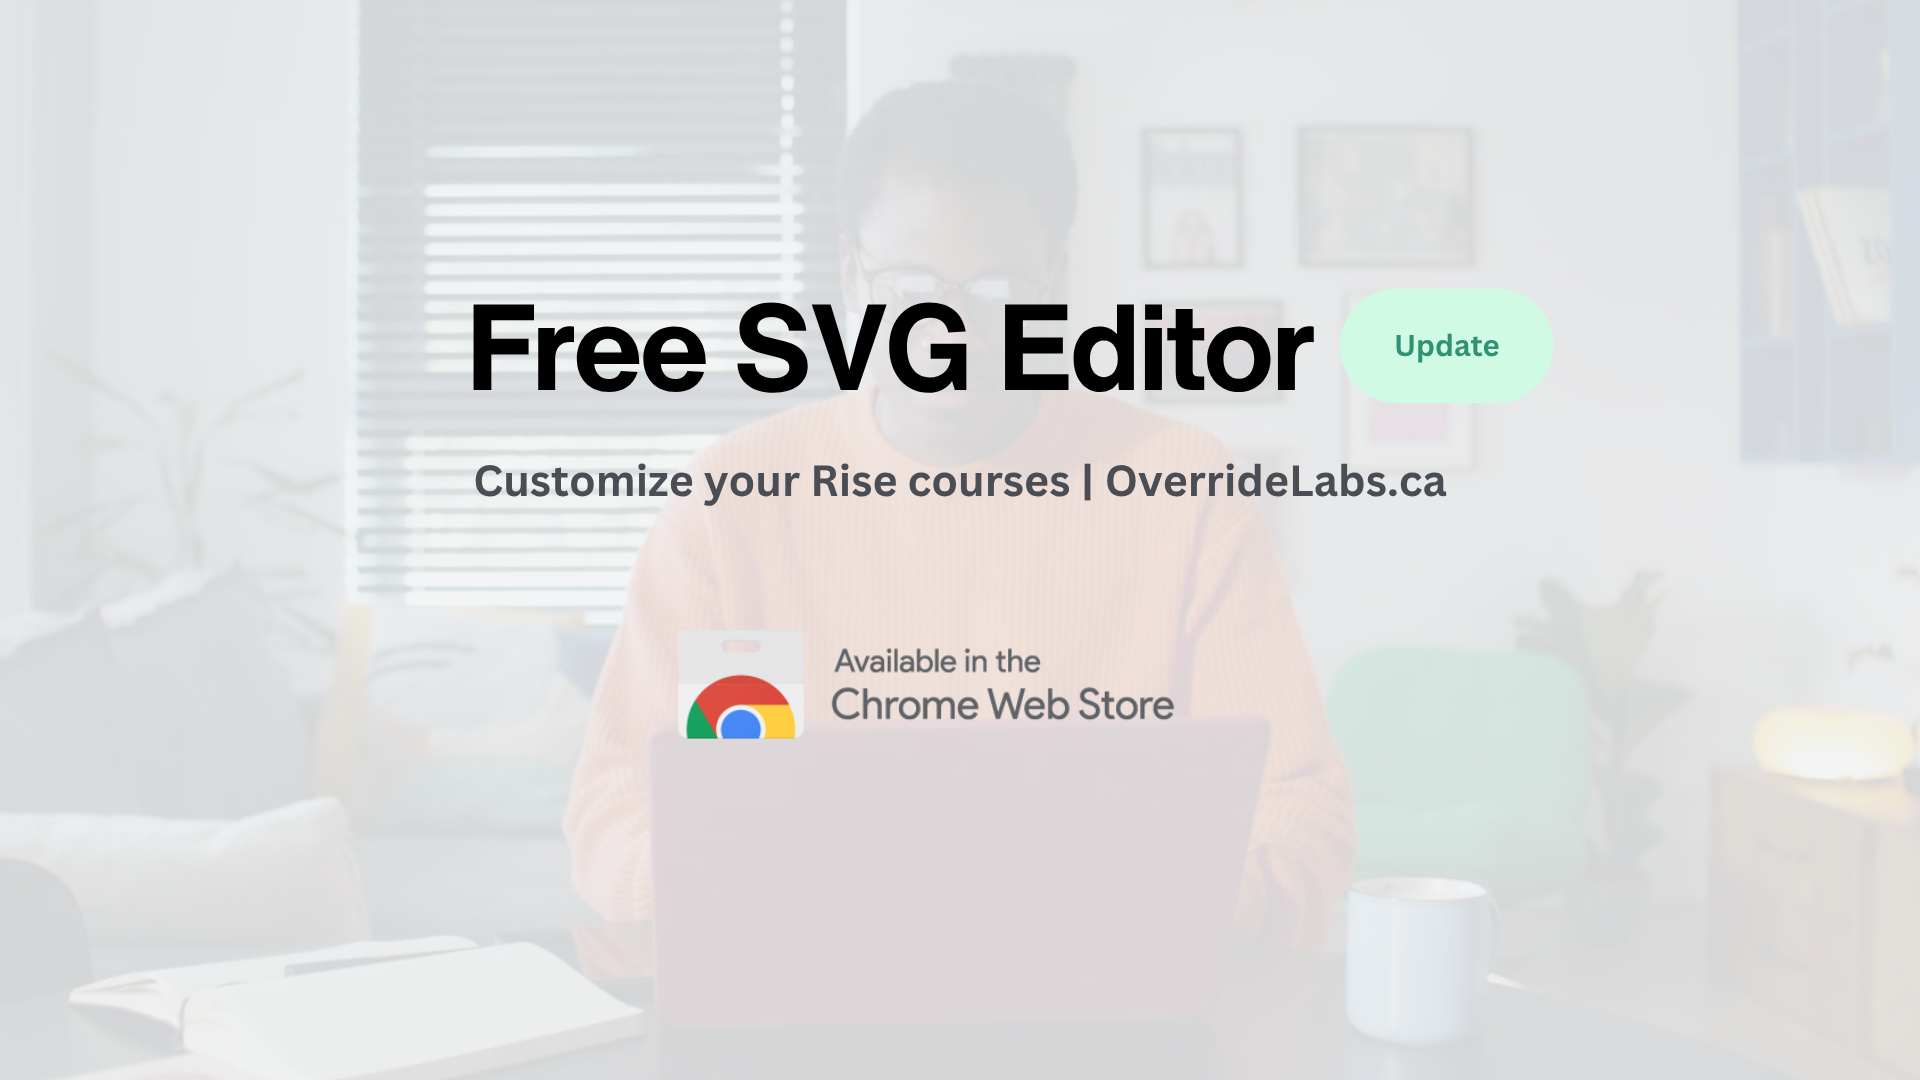 Free SVG Editor
Update
Customize your Rise courses | OverrideLabs.ca
Available in the
Chrome Web Store